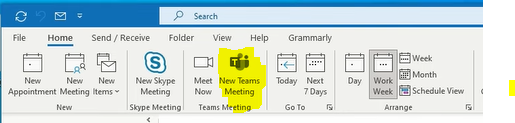 Search
File Home Send / Receive Folder View Help Grammarly
New Appointment
New Meeting
New Items
New Skype Meeting
Meet Now
New Teams Meeting
Today
Next 7 Days
Day
Work Week
Week
Month
Schedule View
New Skype Meeting Teams Meeting Go To Arrange